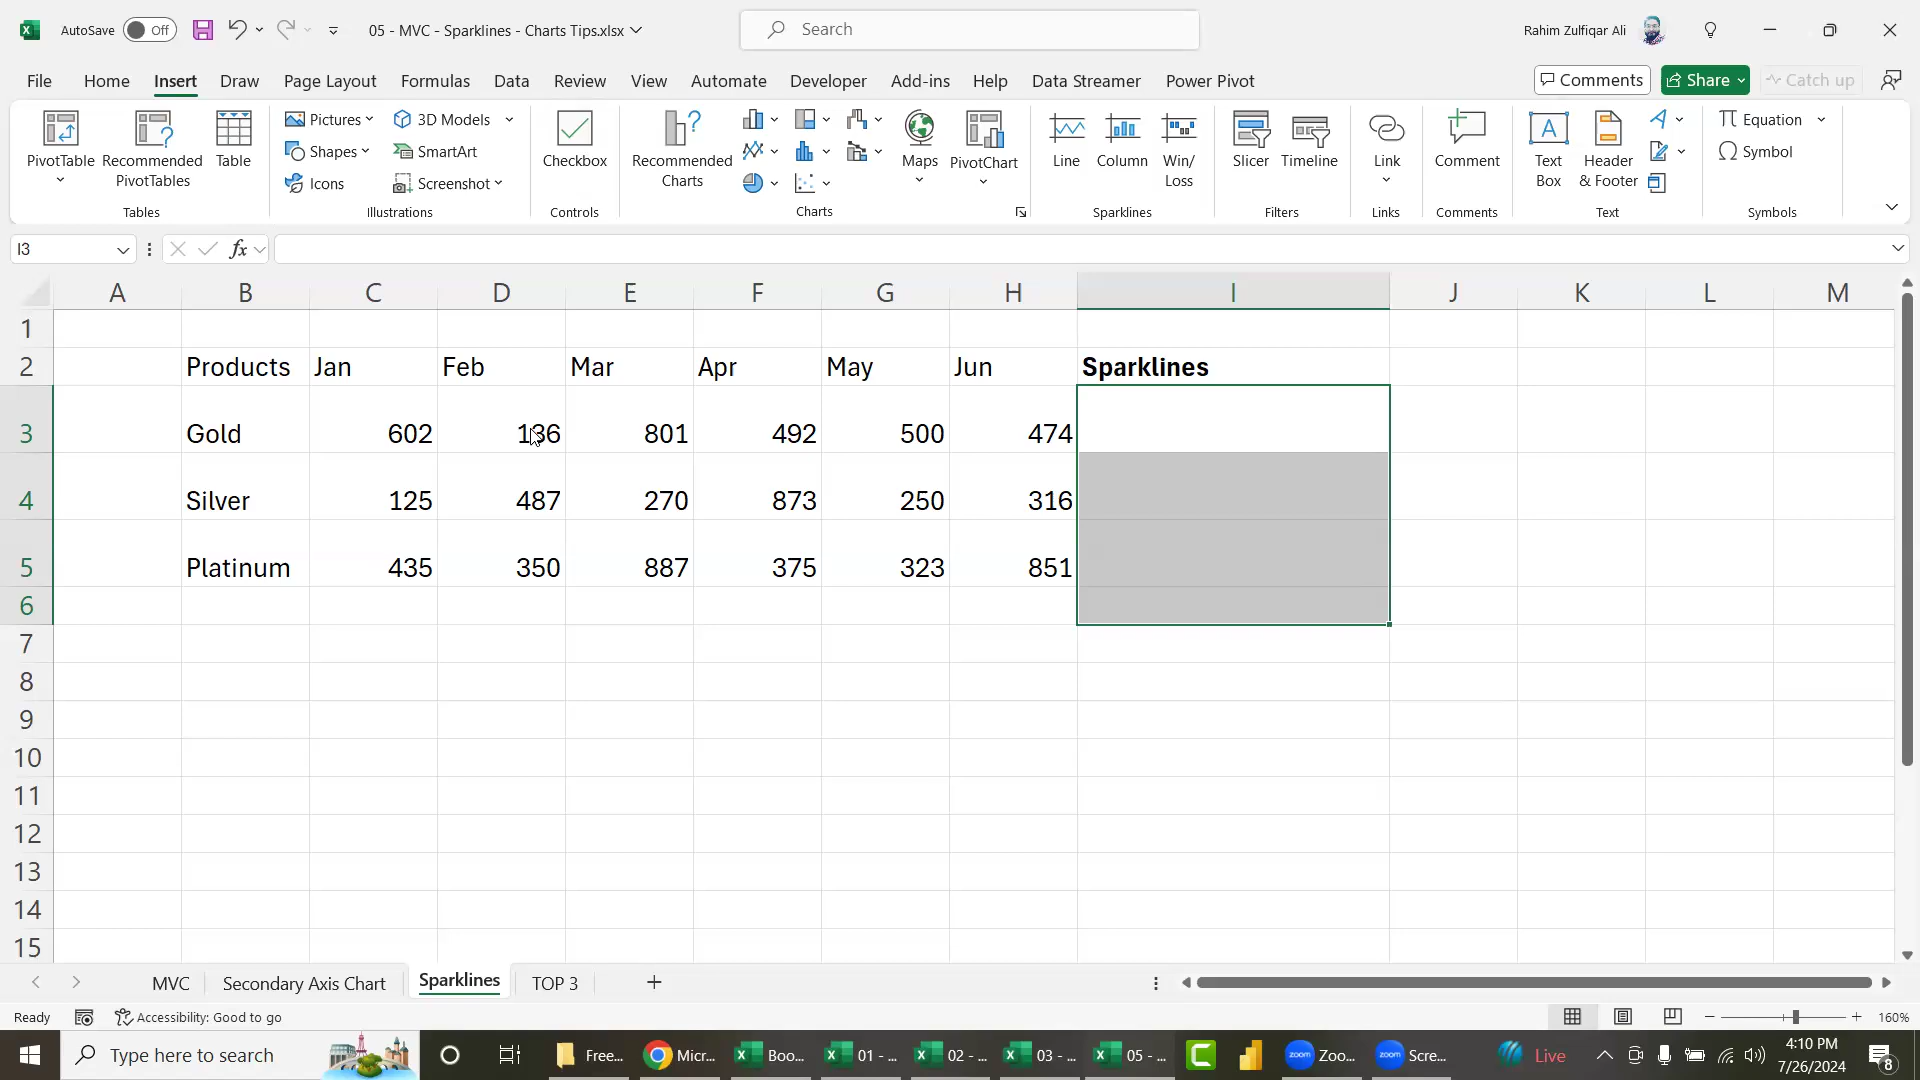 AutoSave Off 05 - MVC - Sparklines - Charts Tips.xlsx Search Rahim Zulfiqar Ali
File Home Insert Draw Page Layout Formulas Data Review View Automate Developer Add-ins Help Data Streamer Power Pivot Comments Share Catch up
PivotTable Recommended PivotTables Table
Tables
Pictures Shapes Icons 3D Models SmartArt Screenshot
Illustrations
Checkbox
Controls
Recommended Charts Maps PivotChart
Charts
Line Column Win/ Loss
Sparklines
Slicer Timeline
Filters
Link
Links
Comment
Comments
Text Box Header & Footer
Text
Equation Symbol
Symbols
I3 fx
A B C D E F G H I J K L M
1
2 Products Jan Feb Mar Apr May Jun Sparklines
3 Gold 602 136 801 492 500 474
4 Silver 125 487 270 873 250 316
5 Platinum 435 350 887 375 323 851
6
7
8
9
10
11
12
13
14
15
MVC Secondary Axis Chart Sparklines TOP 3
Ready Accessibility: Good to go 160%
Type here to search Free... Micr... Boo... 01 - ... 02 - ... 03 - ... 05 - ... zoom Zoo... zoom Scre... Live 4:10 PM
7/26/2024 8